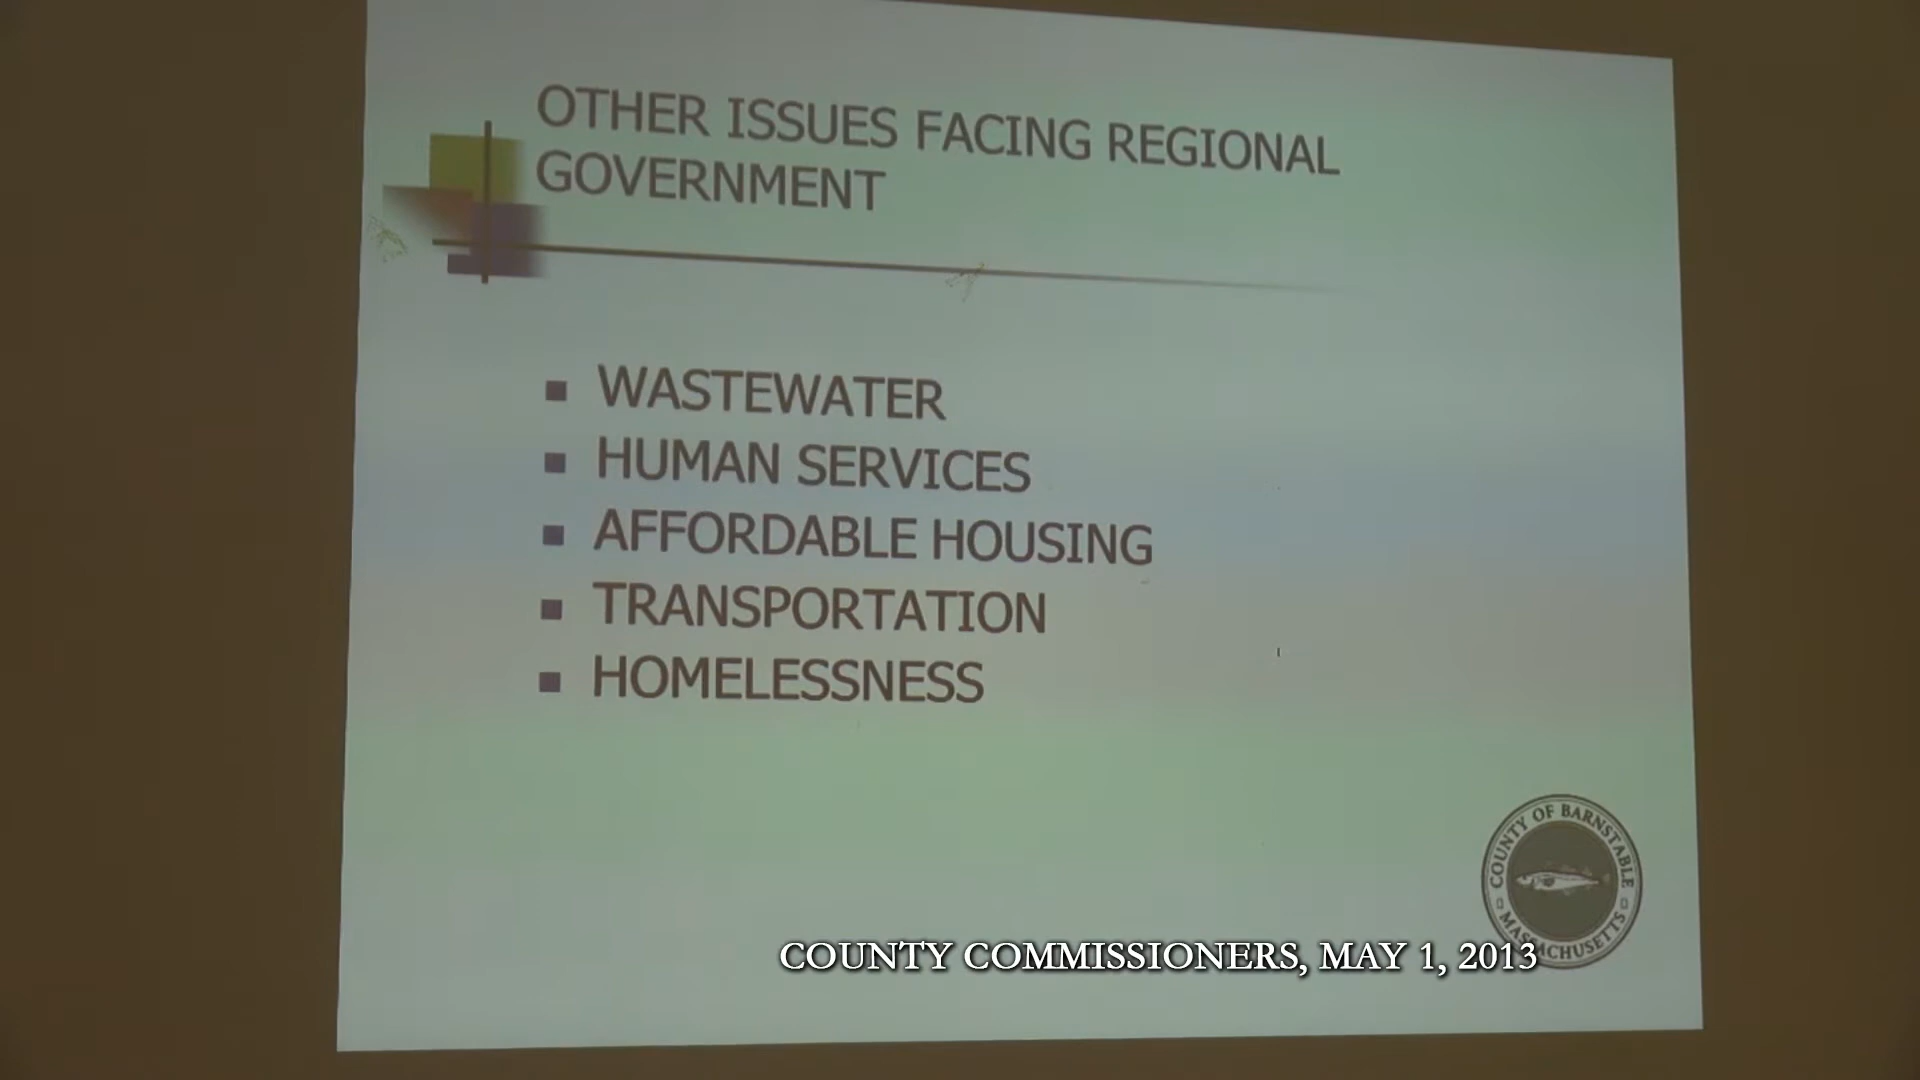 OTHER ISSUES FACING REGIONAL
GOVERNMENT
WASTEWATER
HUMAN SERVICES
AFFORDABLE HOUSING
TRANSPORTATION
HOMELESSNESS
COUNTY OF BARNSTABLE
MASSACHUSETTS
COUNTY COMMISSIONERS, MAY 1, 2013